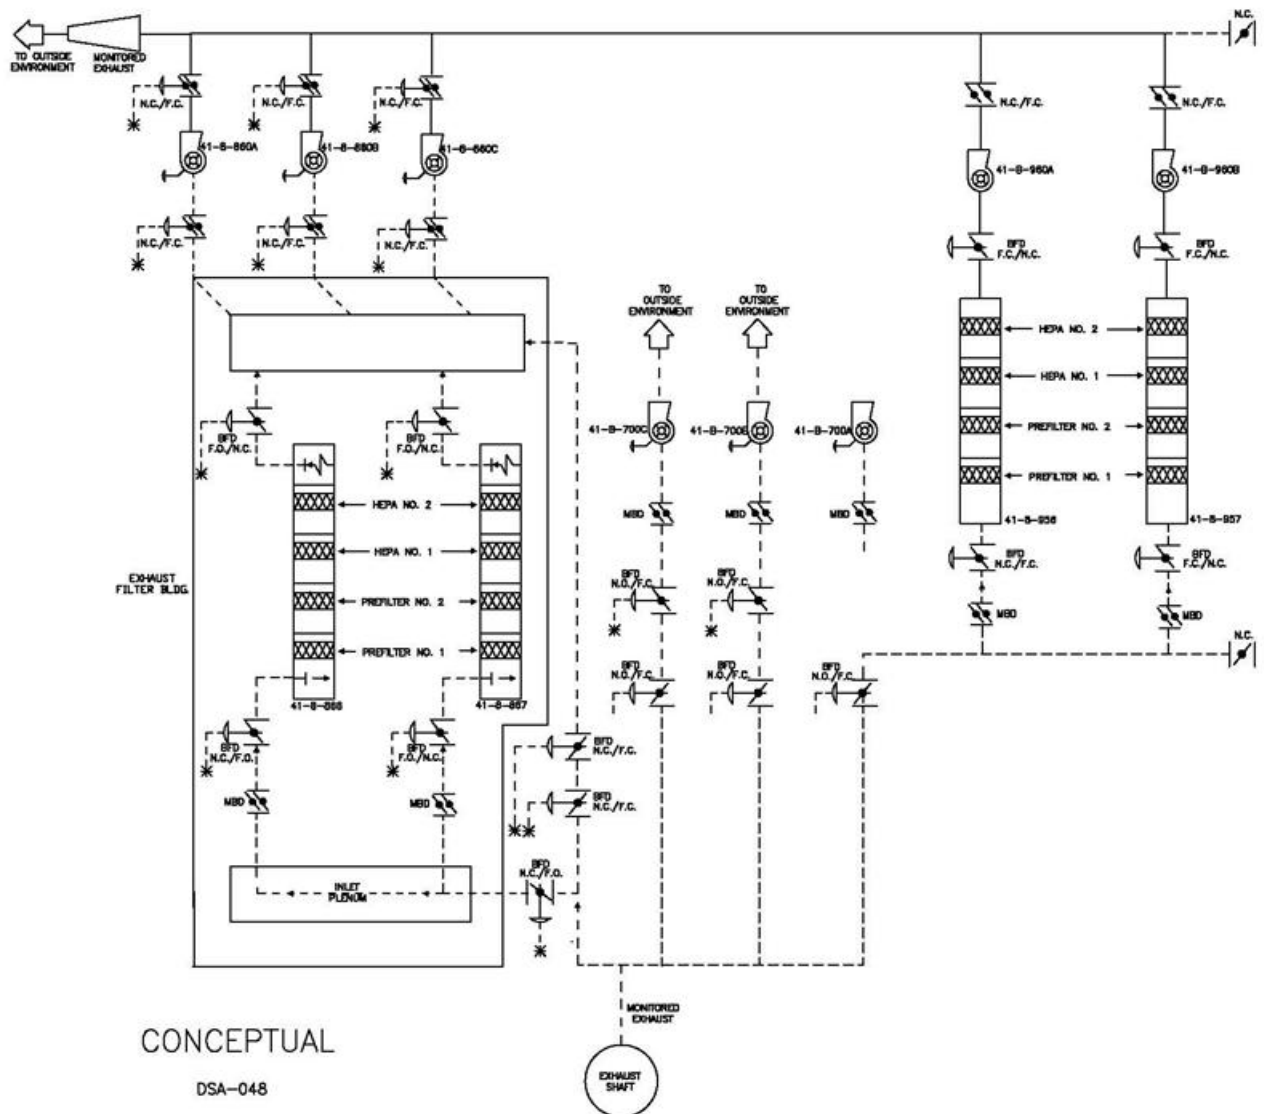 N.C.
TO OUTSIDE
ENVIRONMENT
MONITORED
EXHAUST
N.C./F.C.
N.C./F.C.
N.C./F.C.
N.C./F.C.
N.C./F.C.
41-B-860A
41-B-860B
41-B-860C
41-B-960A
41-B-960B
N.C./F.C.
N.C./F.C.
N.C./F.C.
BFD
F.C./N.C.
BFD
F.C./N.C.
TO
OUTSIDE
ENVIRONMENT
TO
OUTSIDE
ENVIRONMENT
HEPA NO. 2
HEPA NO. 1
PREFILTER NO. 2
PREFILTER NO. 1
41-B-956
41-B-957
41-B-700C
41-B-700B
41-B-700A
BFD
F.O./N.C.
BFD
F.O./N.C.
MBD
MBD
MBD
HEPA NO. 2
HEPA NO. 1
PREFILTER NO. 2
PREFILTER NO. 1
EXHAUST
FILTER BLDG.
BFD
N.O./F.C.
BFD
N.O./F.C.
BFD
N.C./F.C.
BFD
F.C./N.C.
MBD
MBD
N.C.
BFD
N.O./F.C.
BFD
N.O./F.C.
BFD
N.O./F.C.
41-B-856
41-B-857
BFD
N.C./F.O.
BFD
F.O./N.C.
BFD
N.C./F.C.
BFD
N.C./F.C.
MBD
MBD
BFD
N.C./F.O.
INLET
PLENUM
MONITORED
EXHAUST
EXHAUST
SHAFT
CONCEPTUAL
DSA-048